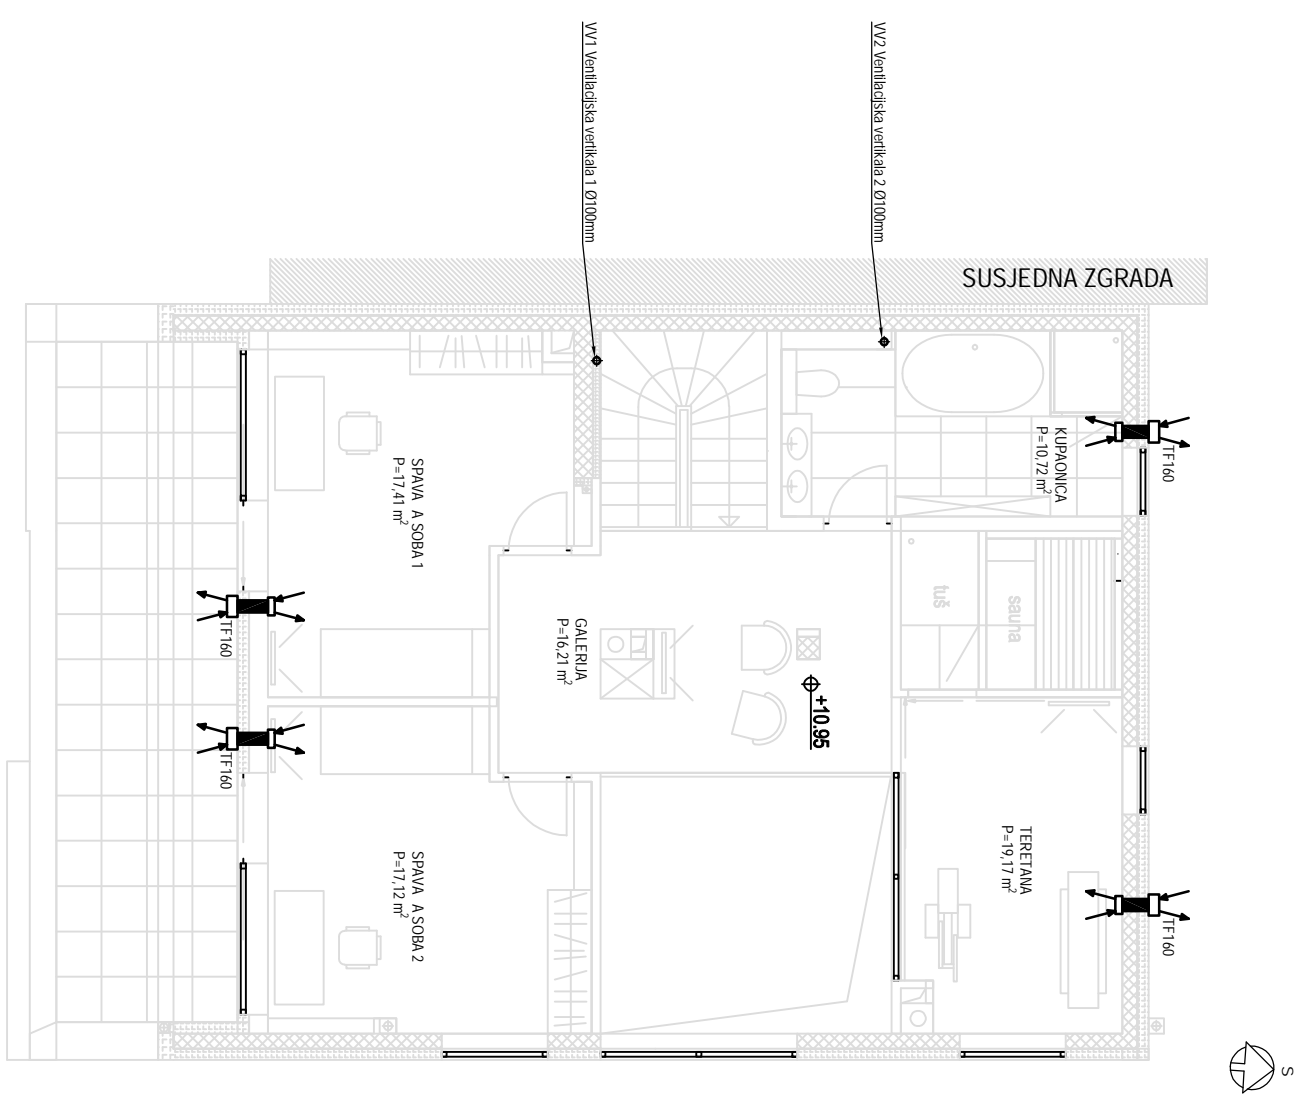 VV1 Ventilacijska vertikala 1 Ø100mm
VV2 Ventilacijska vertikala 2 Ø100mm
SUSJEDNA ZGRADA
KUPAONICA
P=10,72 m²
TF160
SPAVA A SOBA 1
P=17,41 m²
tuš
sauna
TF160
GALERIJA
P=16,21 m²
+10.95
TF160
SPAVA A SOBA 2
P=17,12 m²
TERETANA
P=19,17 m²
TF160
S